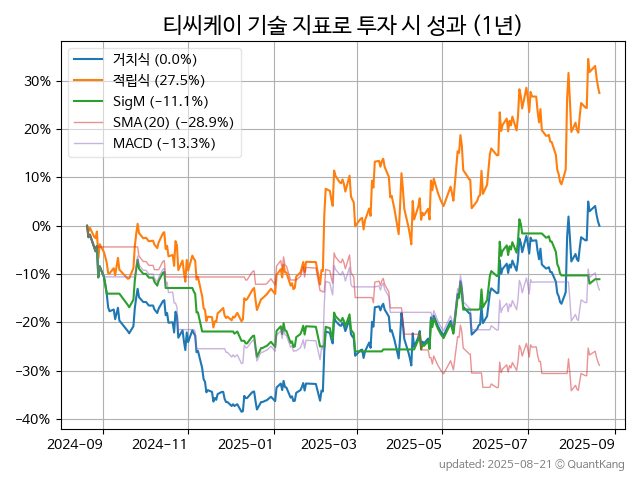 티씨케이 기술 지표로 투자 시 성과 (1년)
거치식 (0.0%)
적립식 (27.5%)
SigM (−11.1%)
SMA(20) (−28.9%)
MACD (−13.3%)
30%
20%
10%
0%
−10%
−20%
−30%
−40%
2024-09
2024-11
2025-01
2025-03
2025-05
2025-07
2025-09
updated: 2025-08-21 © QuantKang